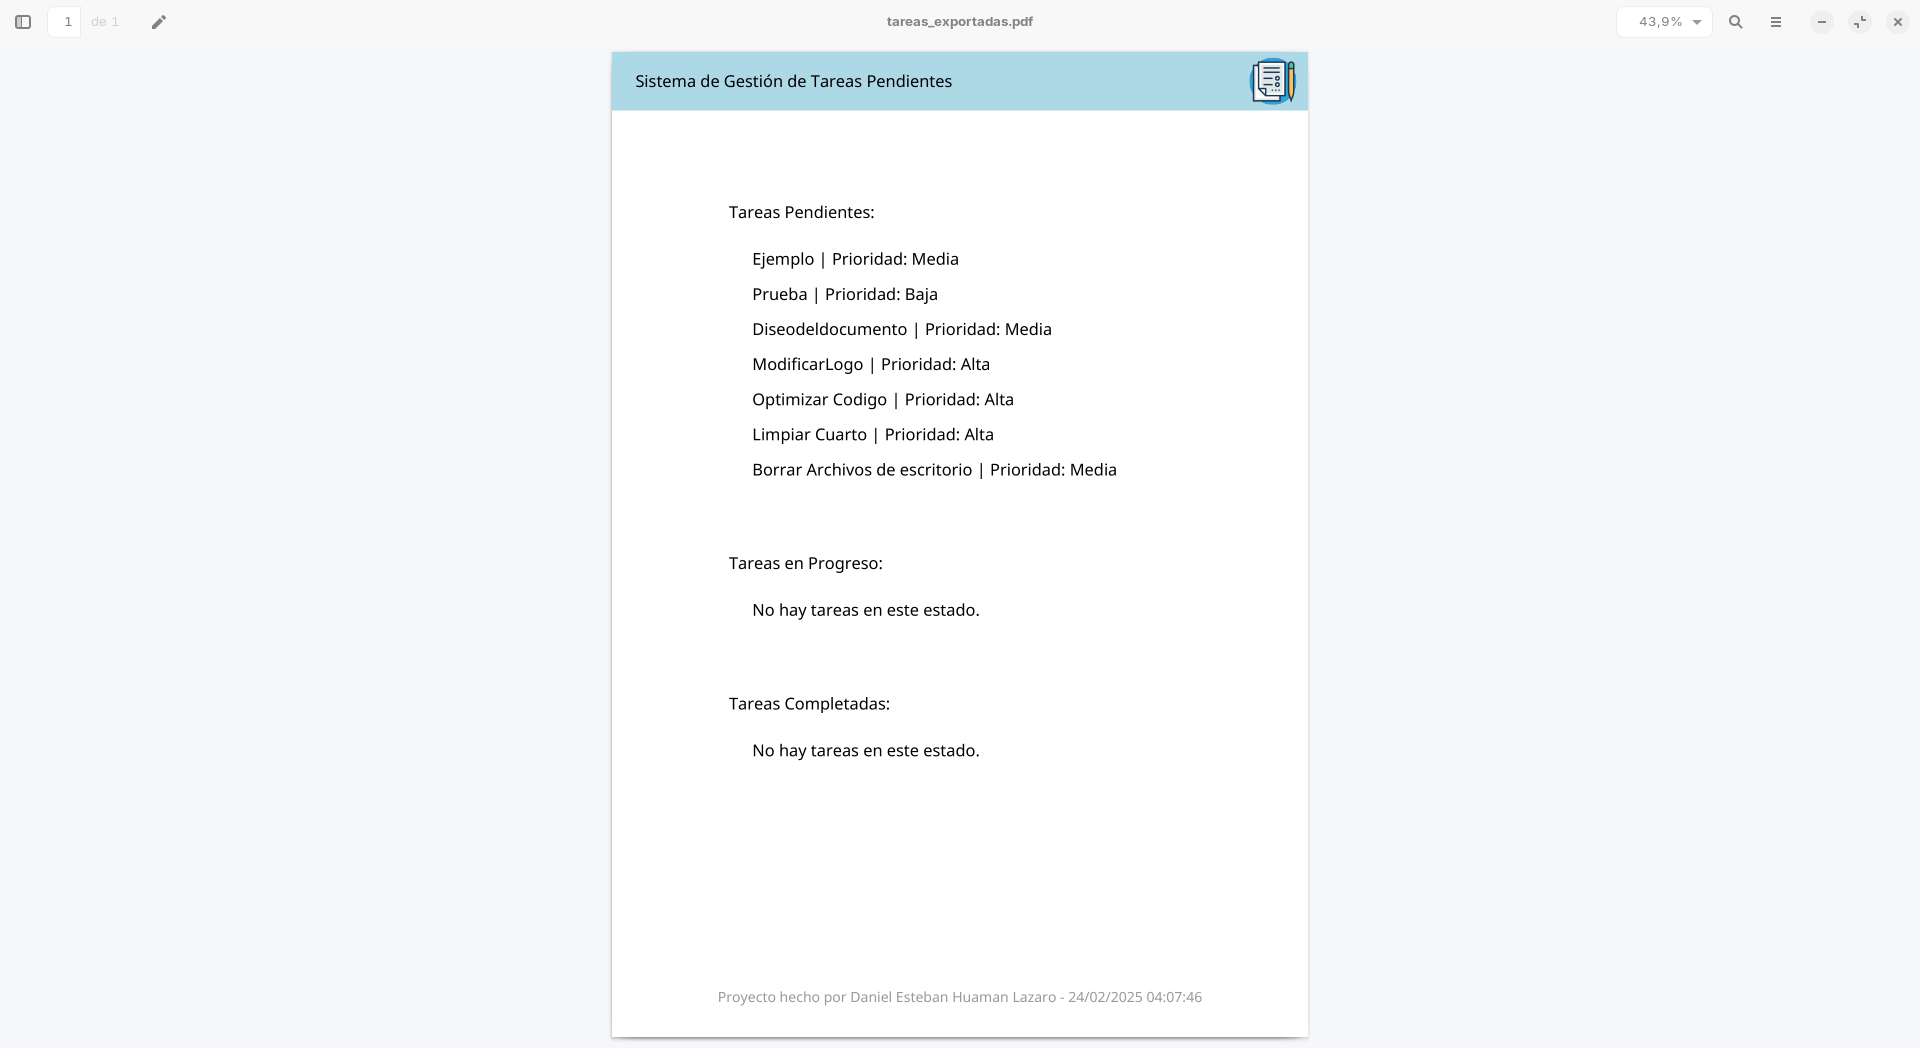 1 de 1 tareas_exportadas.pdf 43,9%
Sistema de Gestión de Tareas Pendientes
Tareas Pendientes:
Ejemplo | Prioridad: Media
Prueba | Prioridad: Baja
Diseodeldocumento | Prioridad: Media
ModificarLogo | Prioridad: Alta
Optimizar Codigo | Prioridad: Alta
Limpiar Cuarto | Prioridad: Alta
Borrar Archivos de escritorio | Prioridad: Media
Tareas en Progreso:
No hay tareas en este estado.
Tareas Completadas:
No hay tareas en este estado.
Proyecto hecho por Daniel Esteban Huaman Lazaro - 24/02/2025 04:07:46